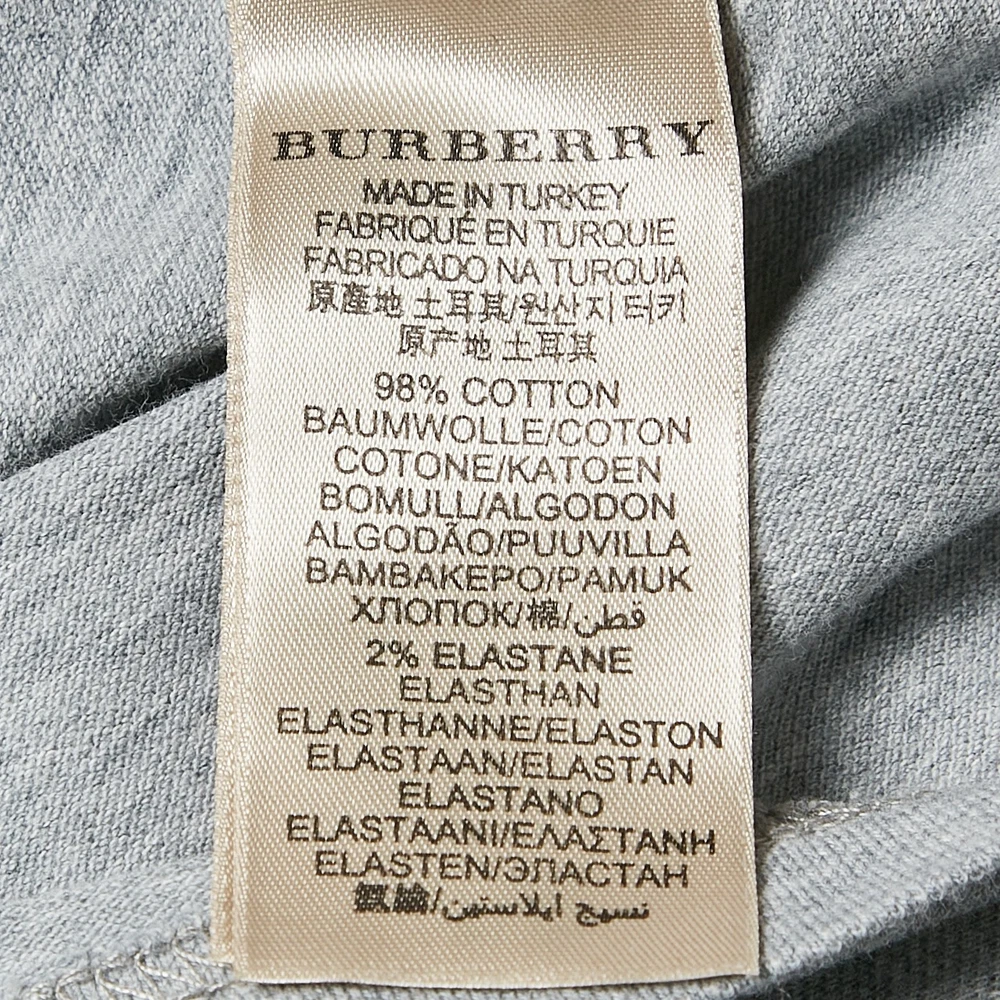 BURBERRY
MADE IN TURKEY
FABRIQUÉ EN TURQUIE
FABRICADO NA TURQUIA
原產地 土耳其/원산지 터키
原产地 土耳其
98% COTTON
BAUMWOLLE/COTON
COTONE/KATOEN
BOMULL/ALGODON
ALGODÃO/PUUVILLA
BAMBAKEPO/PAMUK
ХЛОПОК/棉/قطن
2% ELASTANE
ELASTHAN
ELASTHANNE/ELASTON
ELASTAAN/ELASTAN
ELASTANO
ELASTAANI/ΕΛΑΣΤΑΝΗ
ELASTEN/ЭЛАСТАН
/نسيج ايلاستين